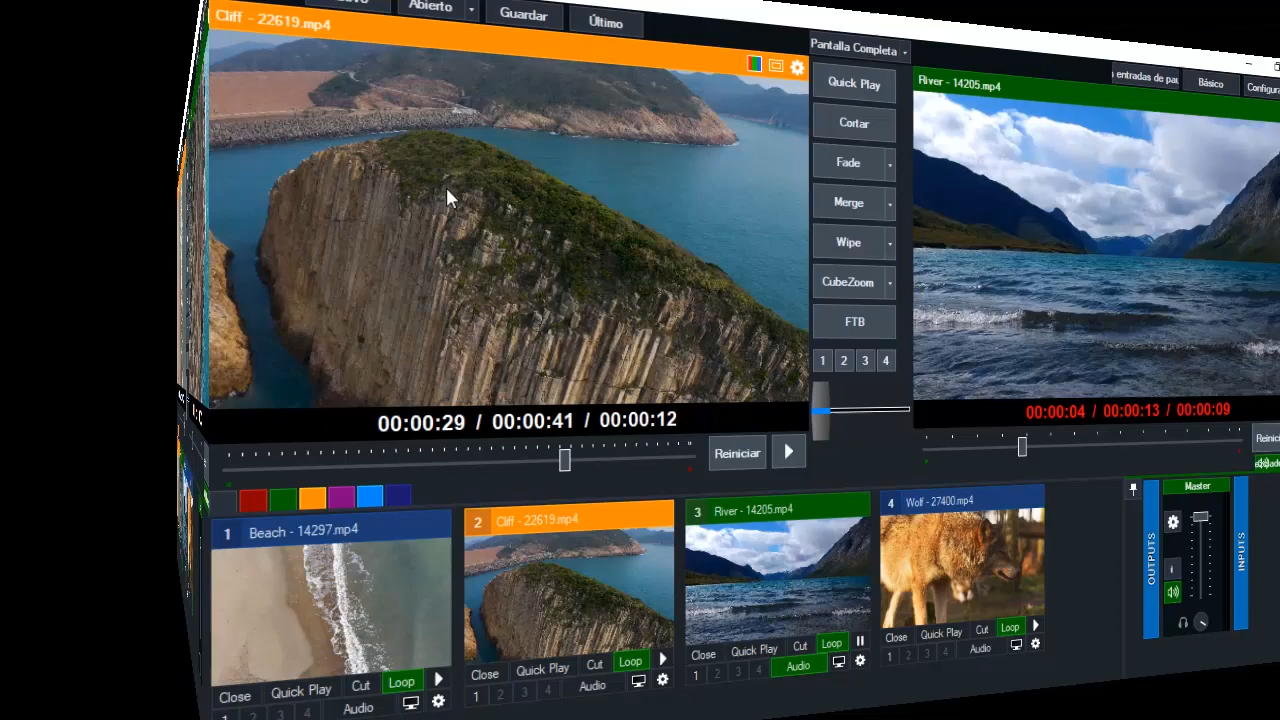 Abierto
Guardar
Último
Cliff - 22619.mp4
Pantalla Completa
entradas de
Básico
River - 14205.mp4
Quick Play
Cortar
Fade
Merge
Wipe
CubeZoom
FTB
1 2 3 4
00:00:29 / 00:00:41 / 00:00:12
00:00:04 / 00:00:13 / 00:00:09
Reiniciar
1 Beach - 14297.mp4
2 Cliff - 22619.mp4
3 River - 14205.mp4
4 Wolf - 27400.mp4
Master
OUTPUTS
INPUTS
Close Quick Play Cut Loop
1 2 3 4 Audio
Close Quick Play Cut Loop
1 2 3 4 Audio
Close Quick Play Cut Loop
1 2 3 4 Audio
Close Quick Play Cut Loop
1 2 3 4 Audio